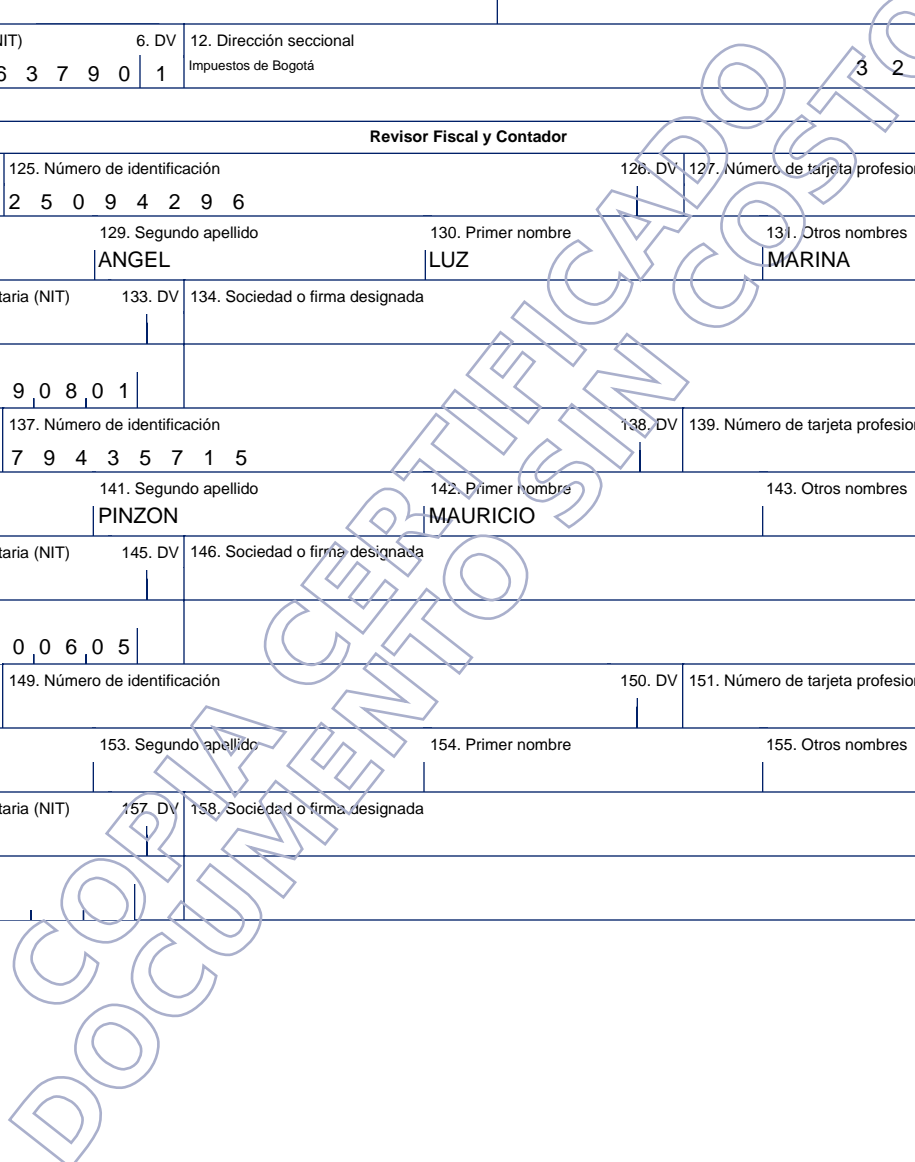 NIT) 6. DV 12. Dirección seccional
6 3 7 9 0 1 Impuestos de Bogotá 3 2
Revisor Fiscal y Contador
125. Número de identificación 126. DV 127. Número de tarjeta profesion
2 5 0 9 4 2 9 6
129. Segundo apellido 130. Primer nombre 131. Otros nombres
ANGEL LUZ MARINA
taria (NIT) 133. DV 134. Sociedad o firma designada
9 0 8 0 1
137. Número de identificación 138. DV 139. Número de tarjeta profesion
7 9 4 3 5 7 1 5
141. Segundo apellido 142. Primer nombre 143. Otros nombres
PINZON MAURICIO
taria (NIT) 145. DV 146. Sociedad o firma designada
0 0 6 0 5
149. Número de identificación 150. DV 151. Número de tarjeta profesion
153. Segundo apellido 154. Primer nombre 155. Otros nombres
taria (NIT) 157. DV 158. Sociedad o firma designada
COPIA CERTIFICADO
DOCUMENTO SIN COSTO